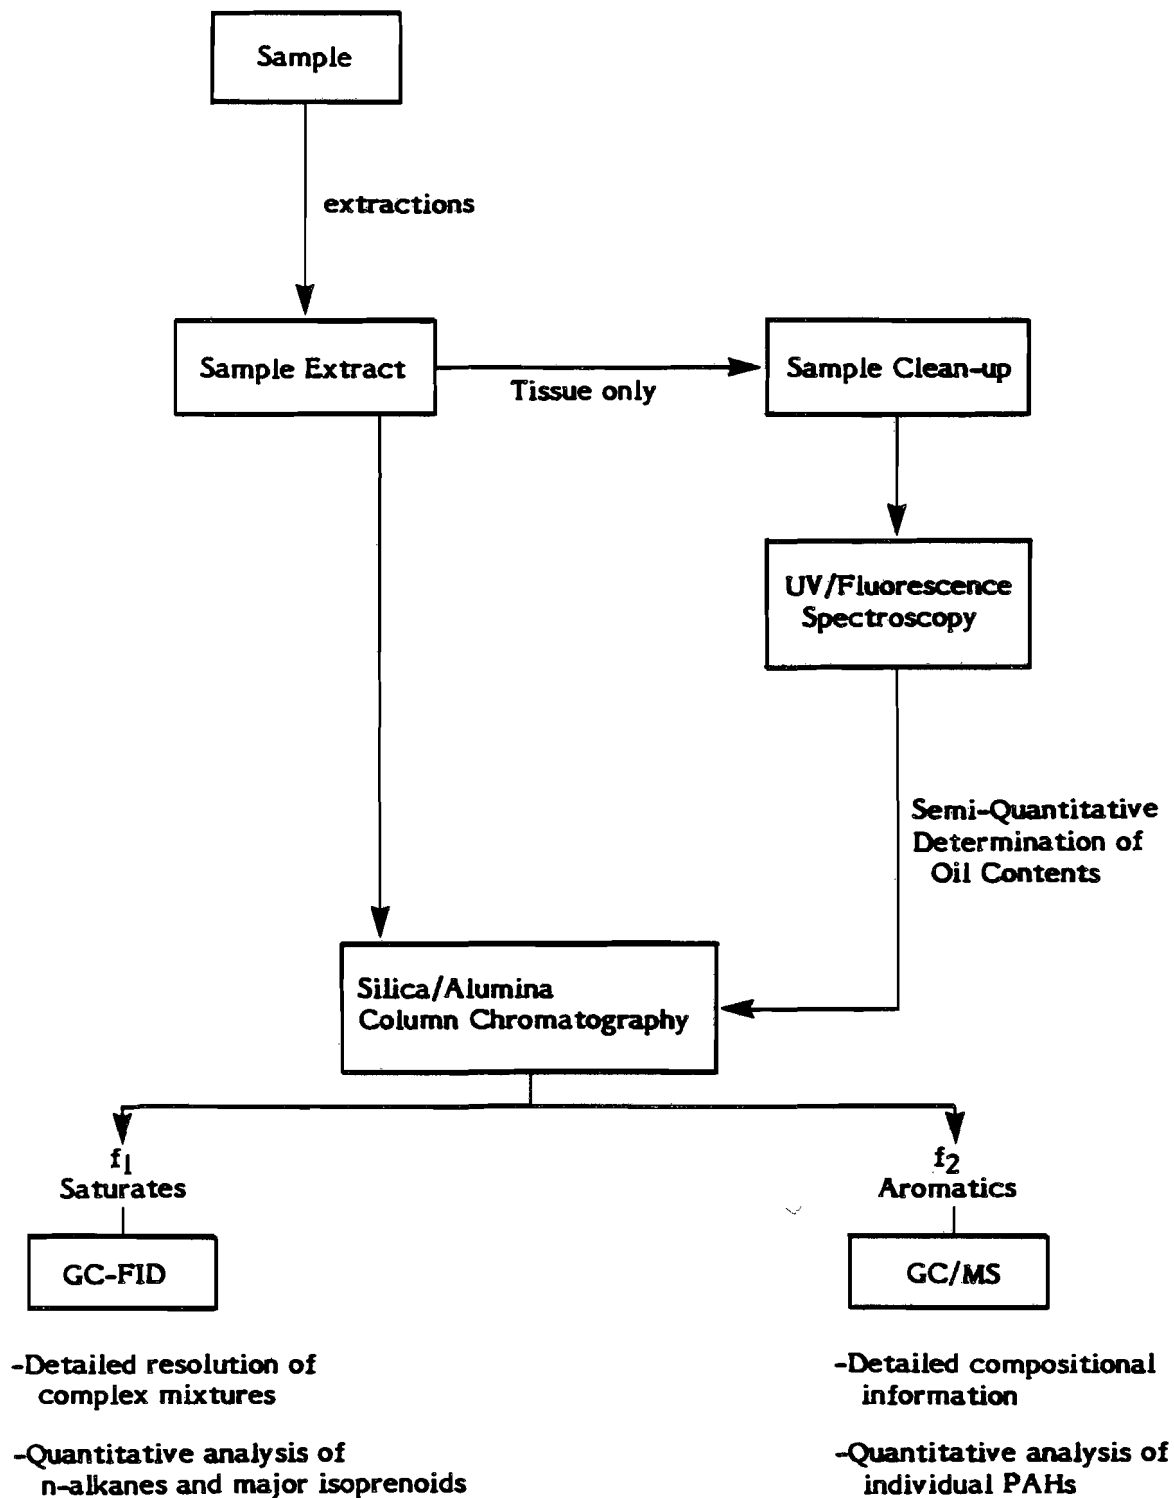 Sample
extractions
Sample Extract
Tissue only
Sample Clean-up
UV/Fluorescence
Spectroscopy
Semi-Quantitative
Determination of
Oil Contents
Silica/Alumina
Column Chromatography
f1
Saturates
GC-FID
-Detailed resolution of
complex mixtures
-Quantitative analysis of
n-alkanes and major isoprenoids
f2
Aromatics
GC/MS
-Detailed compositional
information
-Quantitative analysis of
individual PAHs